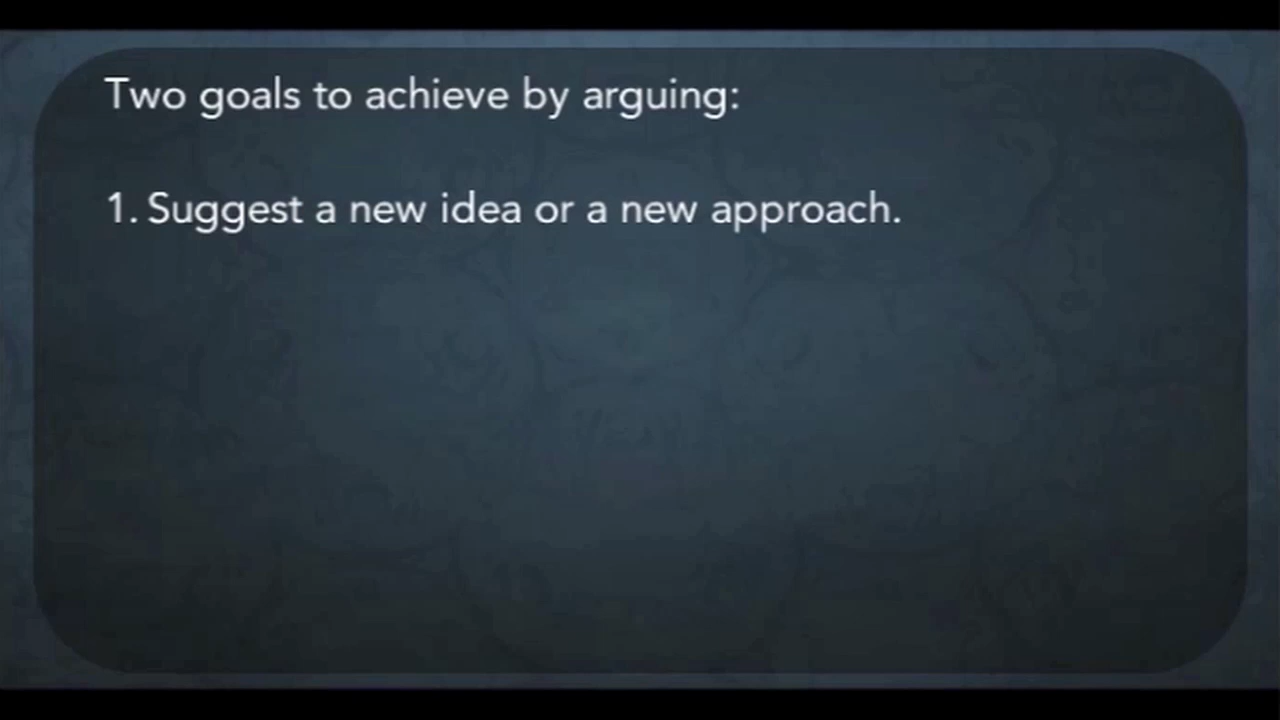 Two goals to achieve by arguing:
1. Suggest a new idea or a new approach.